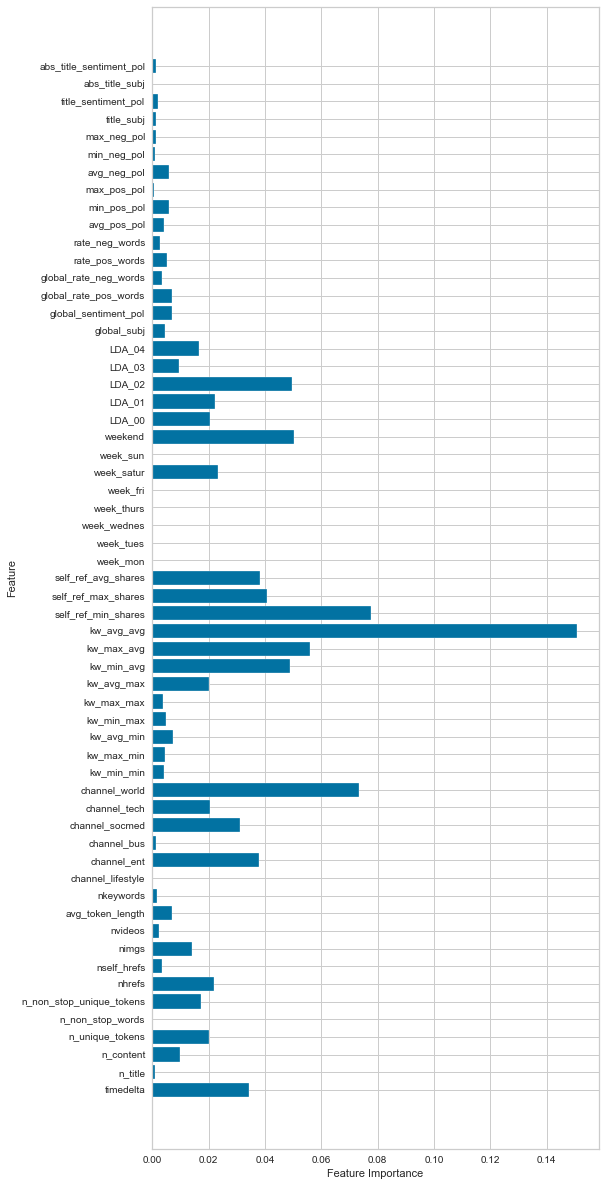 abs_title_sentiment_pol
abs_title_subj
title_sentiment_pol
title_subj
max_neg_pol
min_neg_pol
avg_neg_pol
max_pos_pol
min_pos_pol
avg_pos_pol
rate_neg_words
rate_pos_words
global_rate_neg_words
global_rate_pos_words
global_sentiment_pol
global_subj
LDA_04
LDA_03
LDA_02
LDA_01
LDA_00
weekend
week_sun
week_satur
week_fri
week_thurs
week_wednes
week_tues
week_mon
Feature
self_ref_avg_shares
self_ref_max_shares
self_ref_min_shares
kw_avg_avg
kw_max_avg
kw_min_avg
kw_avg_max
kw_max_max
kw_min_max
kw_avg_min
kw_max_min
kw_min_min
channel_world
channel_tech
channel_socmed
channel_bus
channel_ent
channel_lifestyle
nkeywords
avg_token_length
nvideos
nimgs
nself_hrefs
nhrefs
n_non_stop_unique_tokens
n_non_stop_words
n_unique_tokens
n_content
n_title
timedelta
0.00 0.02 0.04 0.06 0.08 0.10 0.12 0.14
Feature Importance